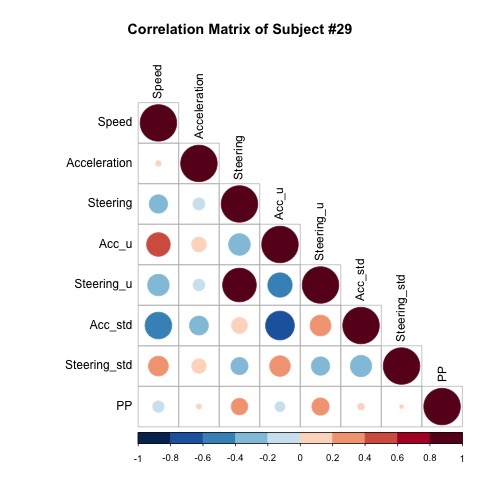 Correlation Matrix of Subject #29
Speed
Acceleration
Steering
Acc_u
Steering_u
Acc_std
Steering_std
PP
Speed
Acceleration
Steering
Acc_u
Steering_u
Acc_std
Steering_std
PP
-1 -0.8 -0.6 -0.4 -0.2 0 0.2 0.4 0.6 0.8 1